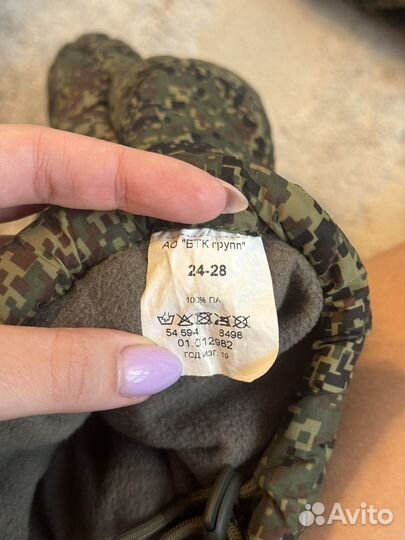 АО "БТК групп"
24-28
100% ПА
54 594 8498
01.012982
ГОД ИЗГ. 19
Avito